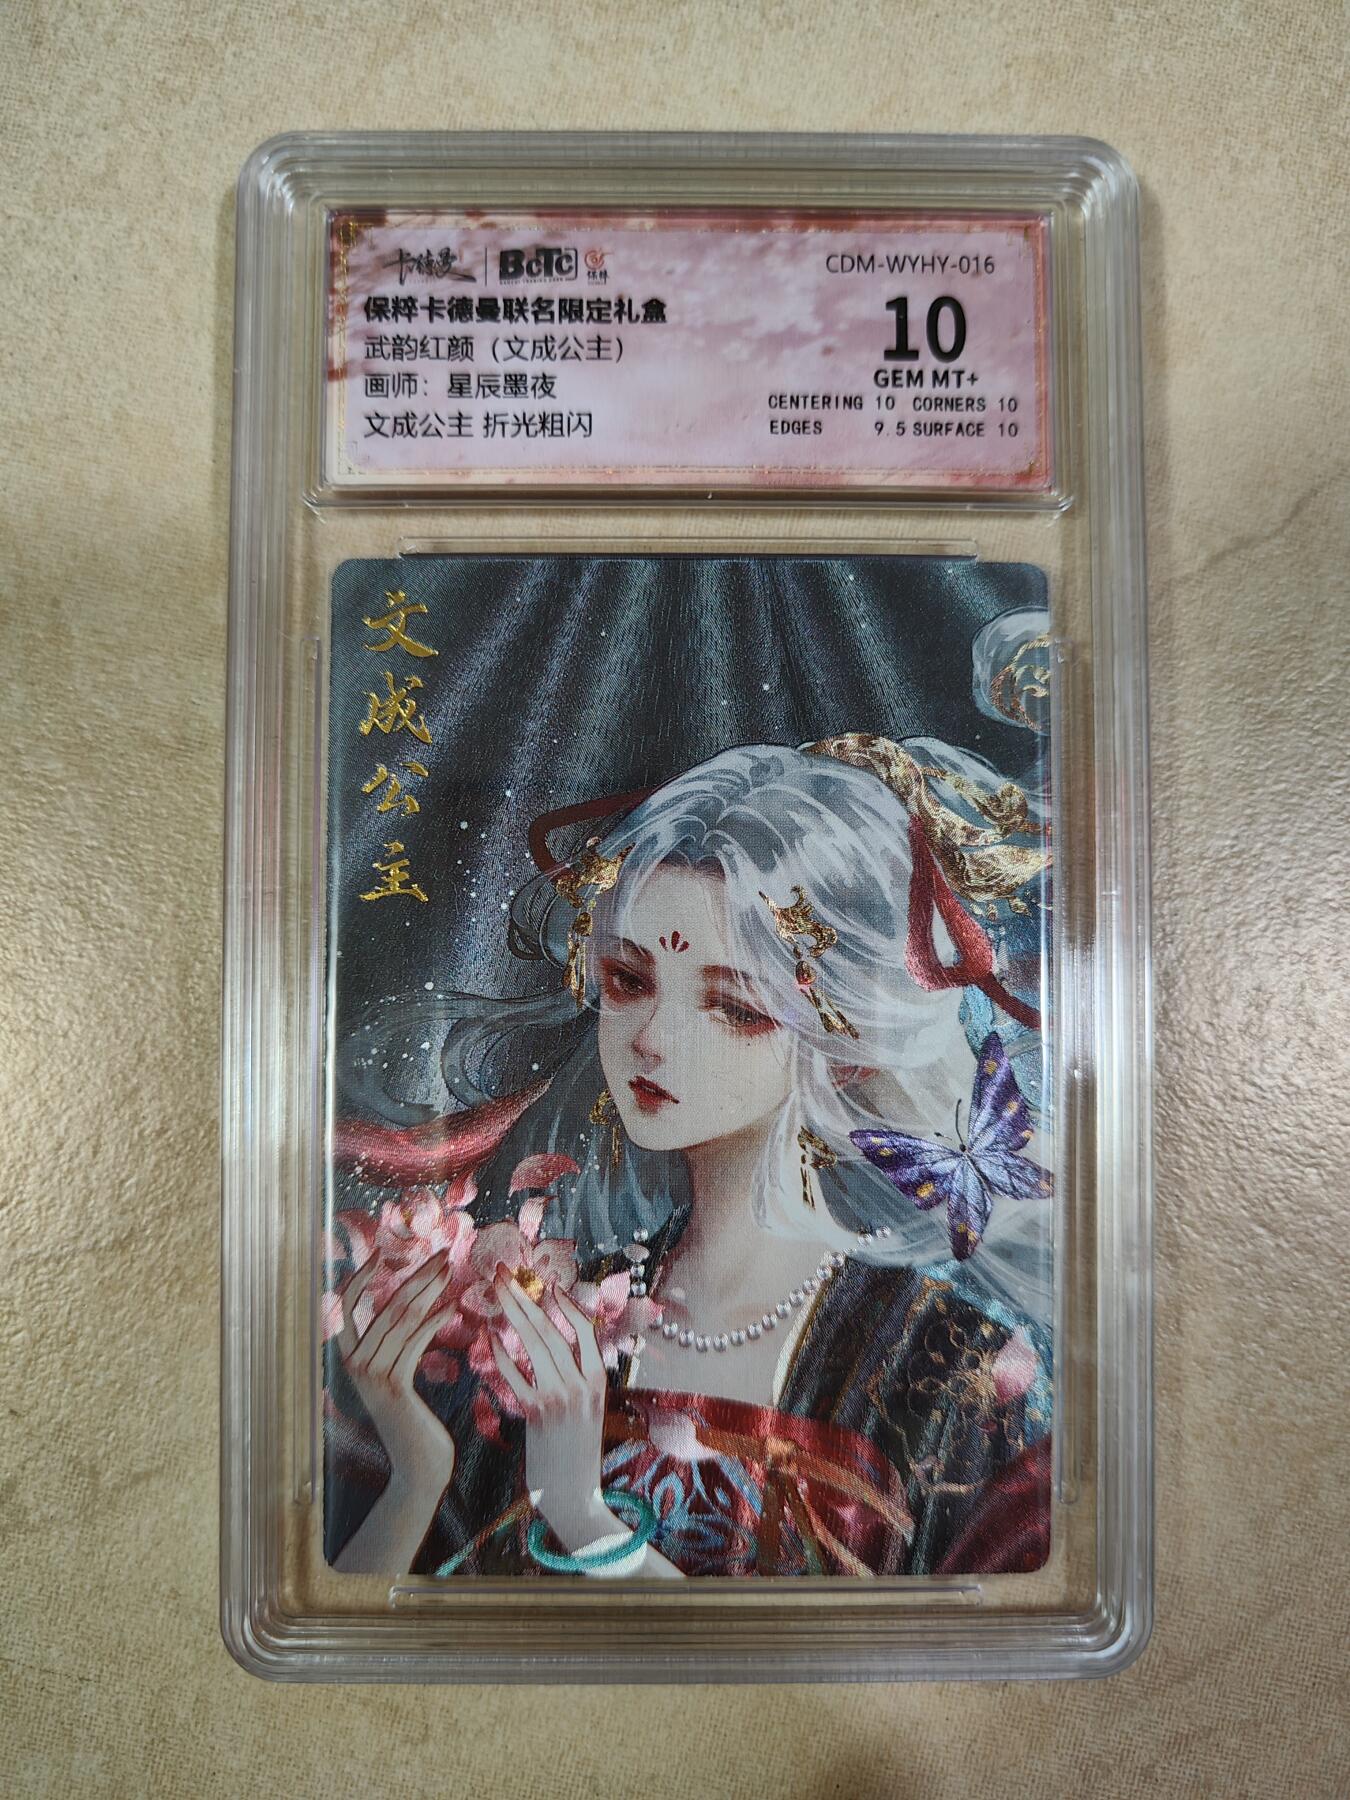 卡德曼 BCTC 保粹
CDM-WYHY-016
保粹卡德曼联名限定礼盒
武韵红颜（文成公主）
画师：星辰墨夜
文成公主 折光粗闪
10
GEM MT+
CENTERING 10 CORNERS 10
EDGES 9.5 SURFACE 10
文成公主